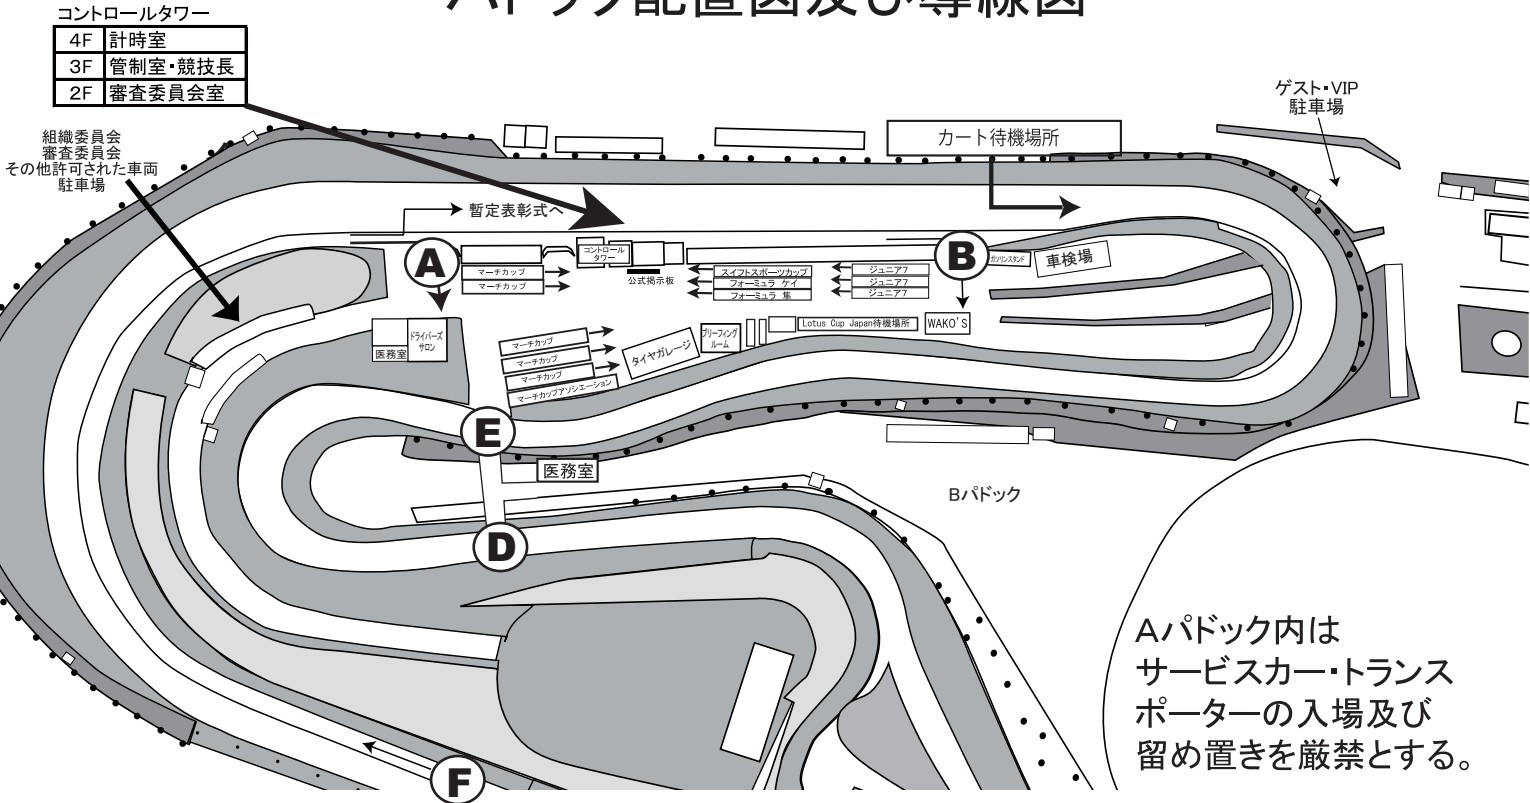 パドック配置図及び導線図
コントロールタワー
4F 計時室
3F 管制室・競技長
2F 審査委員会室
組織委員会
審査委員会
その他許可された車両
駐車場
ゲスト・VIP
駐車場
カート待機場所
暫定表彰式へ
A
マーチカップ
マーチカップ
コントロール
タワー
公式掲示板
スイフトスポーツカップ
フォーミュラ ケイ
フォーミュラ 隼
ジュニア7
ジュニア7
ジュニア7
B
ガソリンスタンド
車検場
ドライバーズ
サロン
医務室
マーチカップ
マーチカップ
マーチカップ
マーチカップアソシエーション
タイヤガレージ
ブリーフィング
ルーム
Lotus Cup Japan待機場所
WAKO'S
E
医務室
Bパドック
D
F
Aパドック内は
サービスカー・トランス
ポーターの入場及び
留め置きを厳禁とする。